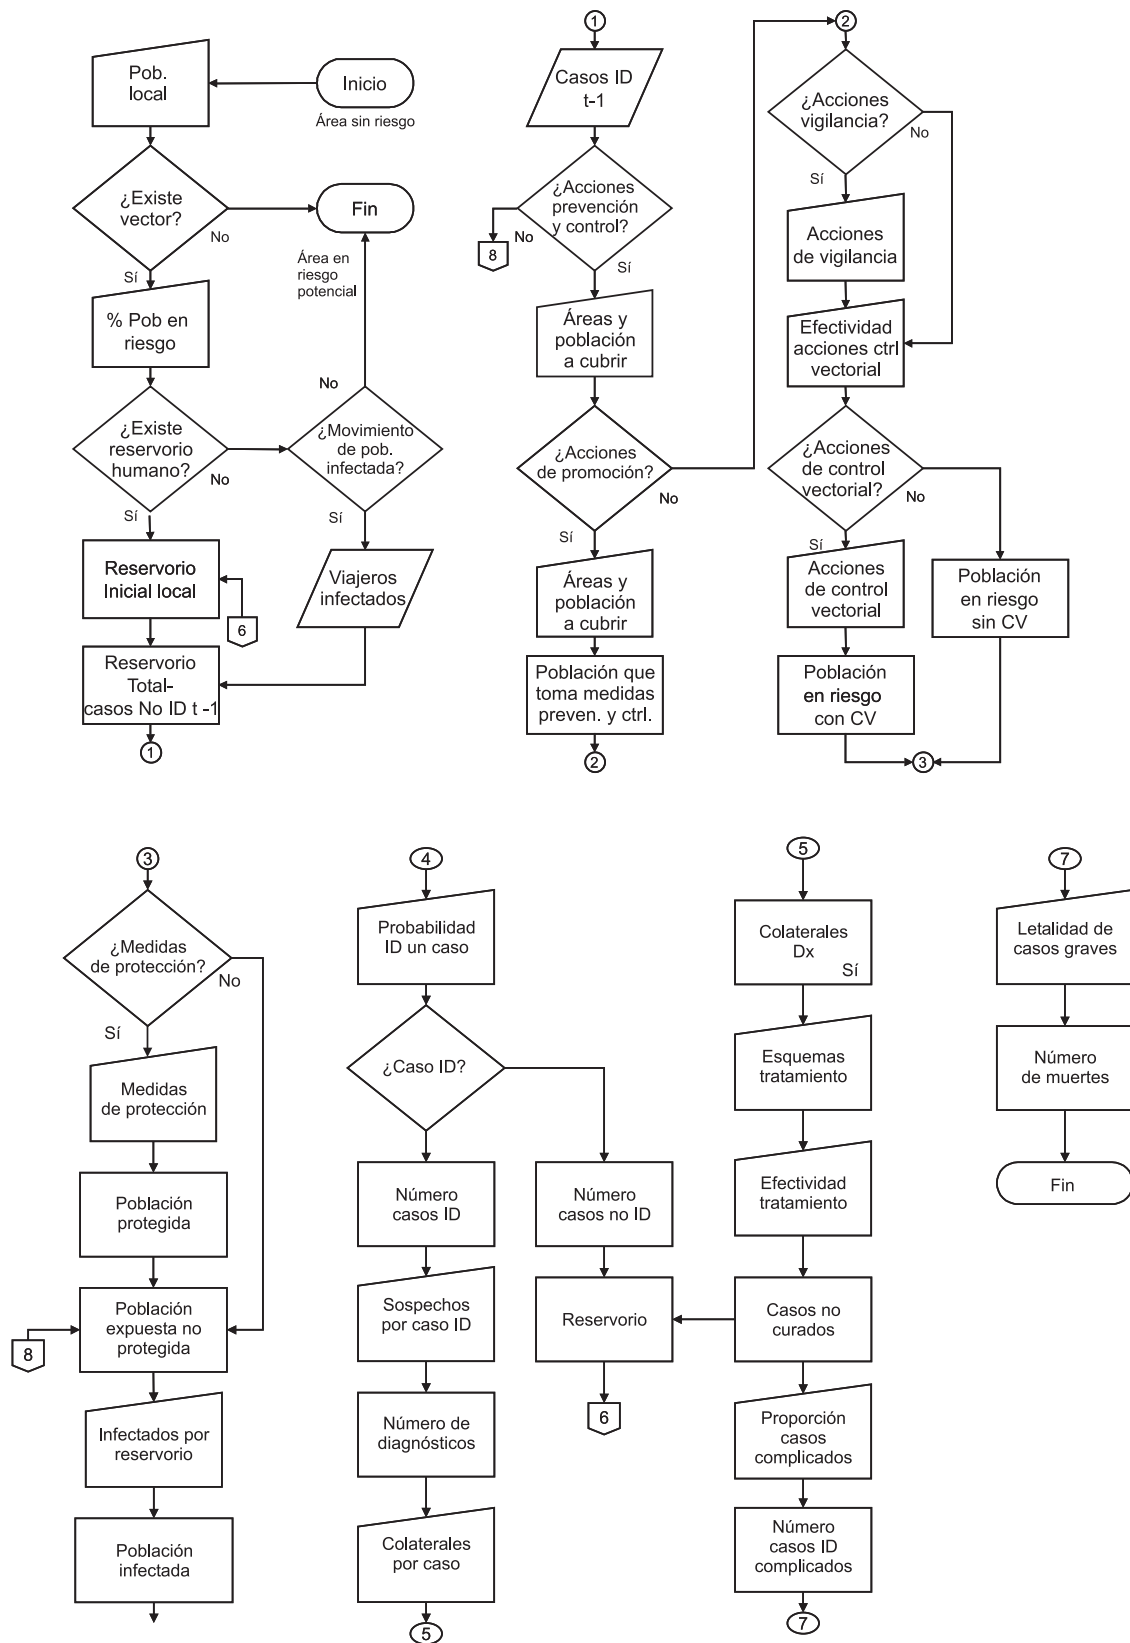 Pob.
local
Inicio
Área sin riesgo
¿Existe
vector?
No
Sí
Fin
Área en
riesgo
potencial
% Pob en
riesgo
¿Existe
reservorio
humano?
No
Sí
No
¿Movimiento
de pob.
infectada?
Sí
Reservorio
Inicial local
6
Viajeros
infectados
Reservorio
Total-
casos No ID t -1
1
1
Casos ID
t-1
¿Acciones
prevención
y control?
No
8
Sí
Áreas y
población
a cubrir
¿Acciones
de promoción?
No
Sí
Áreas y
población
a cubrir
Población que
toma medidas
preven. y ctrl.
2
2
¿Acciones
vigilancia?
No
Sí
Acciones
de vigilancia
Efectividad
acciones ctrl
vectorial
¿Acciones
de control
vectorial?
No
Sí
Acciones
de control
vectorial
Población
en riesgo
sin CV
Población
en riesgo
con CV
3
3
¿Medidas
de protección?
No
Sí
Medidas
de protección
Población
protegida
Población
expuesta no
protegida
8
Infectados por
reservorio
Población
infectada
4
Probabilidad
ID un caso
¿Caso ID?
Número
casos ID
Número
casos no ID
Sospechos
por caso ID
Reservorio
6
Número de
diagnósticos
Colaterales
por caso
5
5
Colaterales
Dx
Sí
Esquemas
tratamiento
Efectividad
tratamiento
Casos no
curados
Proporción
casos
complicados
Número
casos ID
complicados
7
7
Letalidad de
casos graves
Número
de muertes
Fin